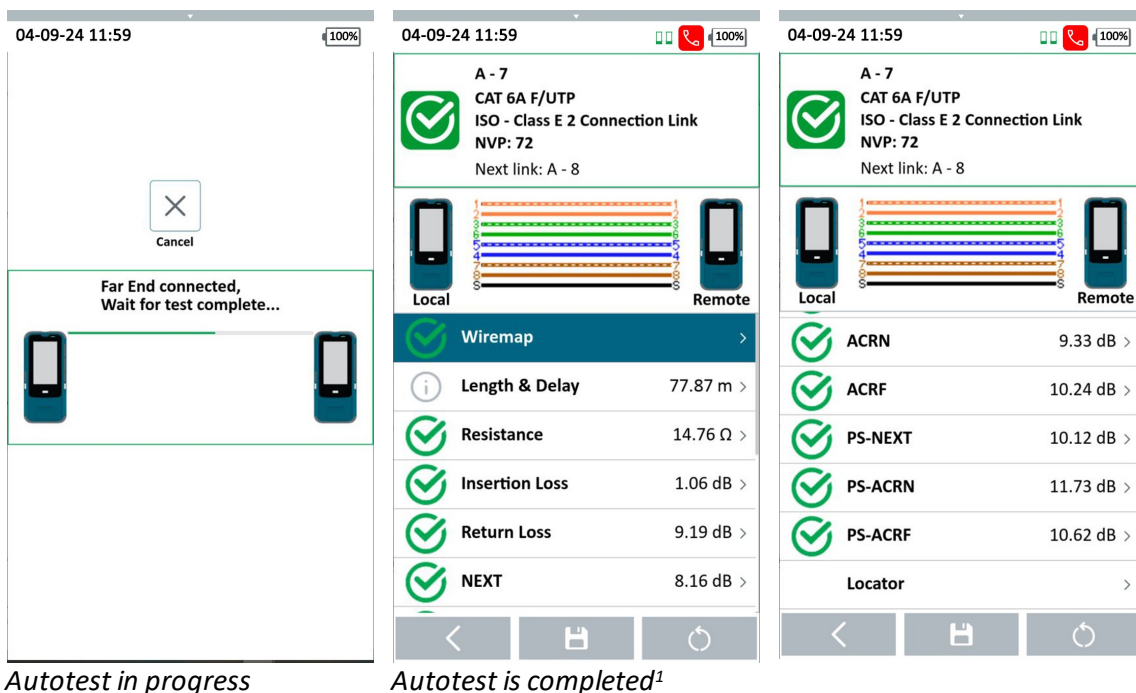 04-09-24 11:59
100%
Cancel
Far End connected,
Wait for test complete...
Autotest in progress
04-09-24 11:59
100%
A - 7
CAT 6A F/UTP
ISO - Class E 2 Connection Link
NVP: 72
Next link: A - 8
1 1
2 2
3 3
6 6
5 5
4 4
7 7
8 8
S S
Local Remote
Wiremap >
i Length & Delay 77.87 m >
Resistance 14.76 Ω >
Insertion Loss 1.06 dB >
Return Loss 9.19 dB >
NEXT 8.16 dB >
Autotest is completed¹
04-09-24 11:59
100%
A - 7
CAT 6A F/UTP
ISO - Class E 2 Connection Link
NVP: 72
Next link: A - 8
1 1
2 2
3 3
6 6
5 5
4 4
7 7
8 8
S S
Local Remote
ACRN 9.33 dB >
ACRF 10.24 dB >
PS-NEXT 10.12 dB >
PS-ACRN 11.73 dB >
PS-ACRF 10.62 dB >
Locator >